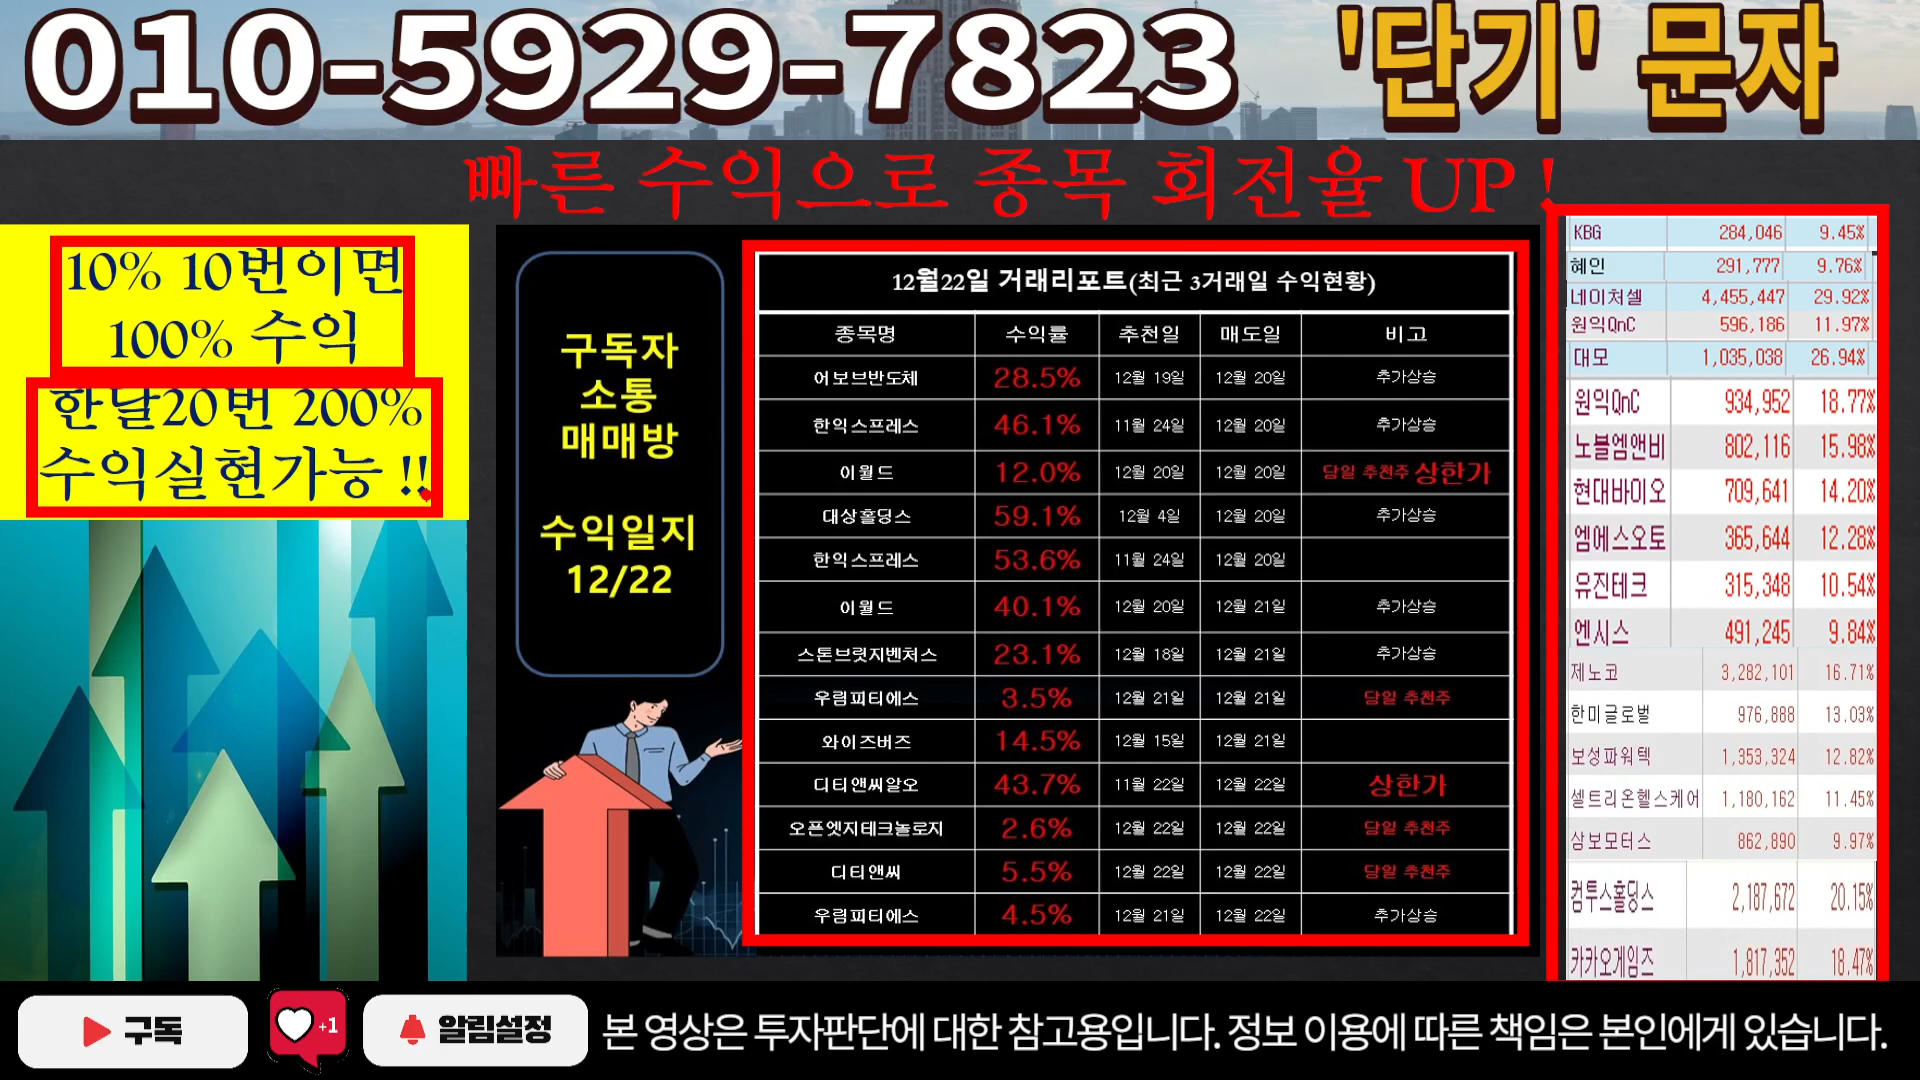 010-5929-7823 '단기' 문자
빠른 수익으로 종목 회전율 UP !
10% 10번이면
100% 수익
한달20번 200%
수익실현가능 !!
구독자
소통
매매방
수익일지
12/22
12월22일 거래리포트(최근 3거래일 수익현황)
종목명 수익률 추천일 매도일 비고
어보브반도체 28.5% 12월 19일 12월 20일 추가상승
한익스프레스 46.1% 11월 24일 12월 20일 추가상승
이월드 12.0% 12월 20일 12월 20일 당일 추천주 상한가
대상홀딩스 59.1% 12월 4일 12월 20일 추가상승
한익스프레스 53.6% 11월 24일 12월 20일
이월드 40.1% 12월 20일 12월 21일 추가상승
스톤브릿지벤처스 23.1% 12월 18일 12월 21일 추가상승
우림피티에스 3.5% 12월 21일 12월 21일 당일 추천주
와이즈버즈 14.5% 12월 15일 12월 21일
디티앤씨알오 43.7% 11월 22일 12월 22일 상한가
오픈엣지테크놀로지 2.6% 12월 22일 12월 22일 당일 추천주
디티앤씨 5.5% 12월 22일 12월 22일 당일 추천주
우림피티에스 4.5% 12월 21일 12월 22일 추가상승
KBG 284,046 9.45%
혜인 291,777 9.76%
네이처셀 4,455,447 29.92%
원익QnC 596,186 11.97%
대모 1,035,038 26.94%
원익QnC 934,952 18.77%
노블엠앤비 802,116 15.98%
현대바이오 709,641 14.20%
엠에스오토 365,644 12.28%
유진테크 315,348 10.54%
엔시스 491,245 9.84%
제노코 3,282,101 16.71%
한미글로벌 976,888 13.03%
보성파워텍 1,353,324 12.82%
셀트리온헬스케어 1,180,162 11.45%
상보모터스 862,890 9.97%
컴투스홀딩스 2,187,672 20.15%
카카오게임즈 1,817,352 18.47%
구독 +1 알림설정 본 영상은 투자판단에 대한 참고용입니다. 정보 이용에 따른 책임은 본인에게 있습니다.